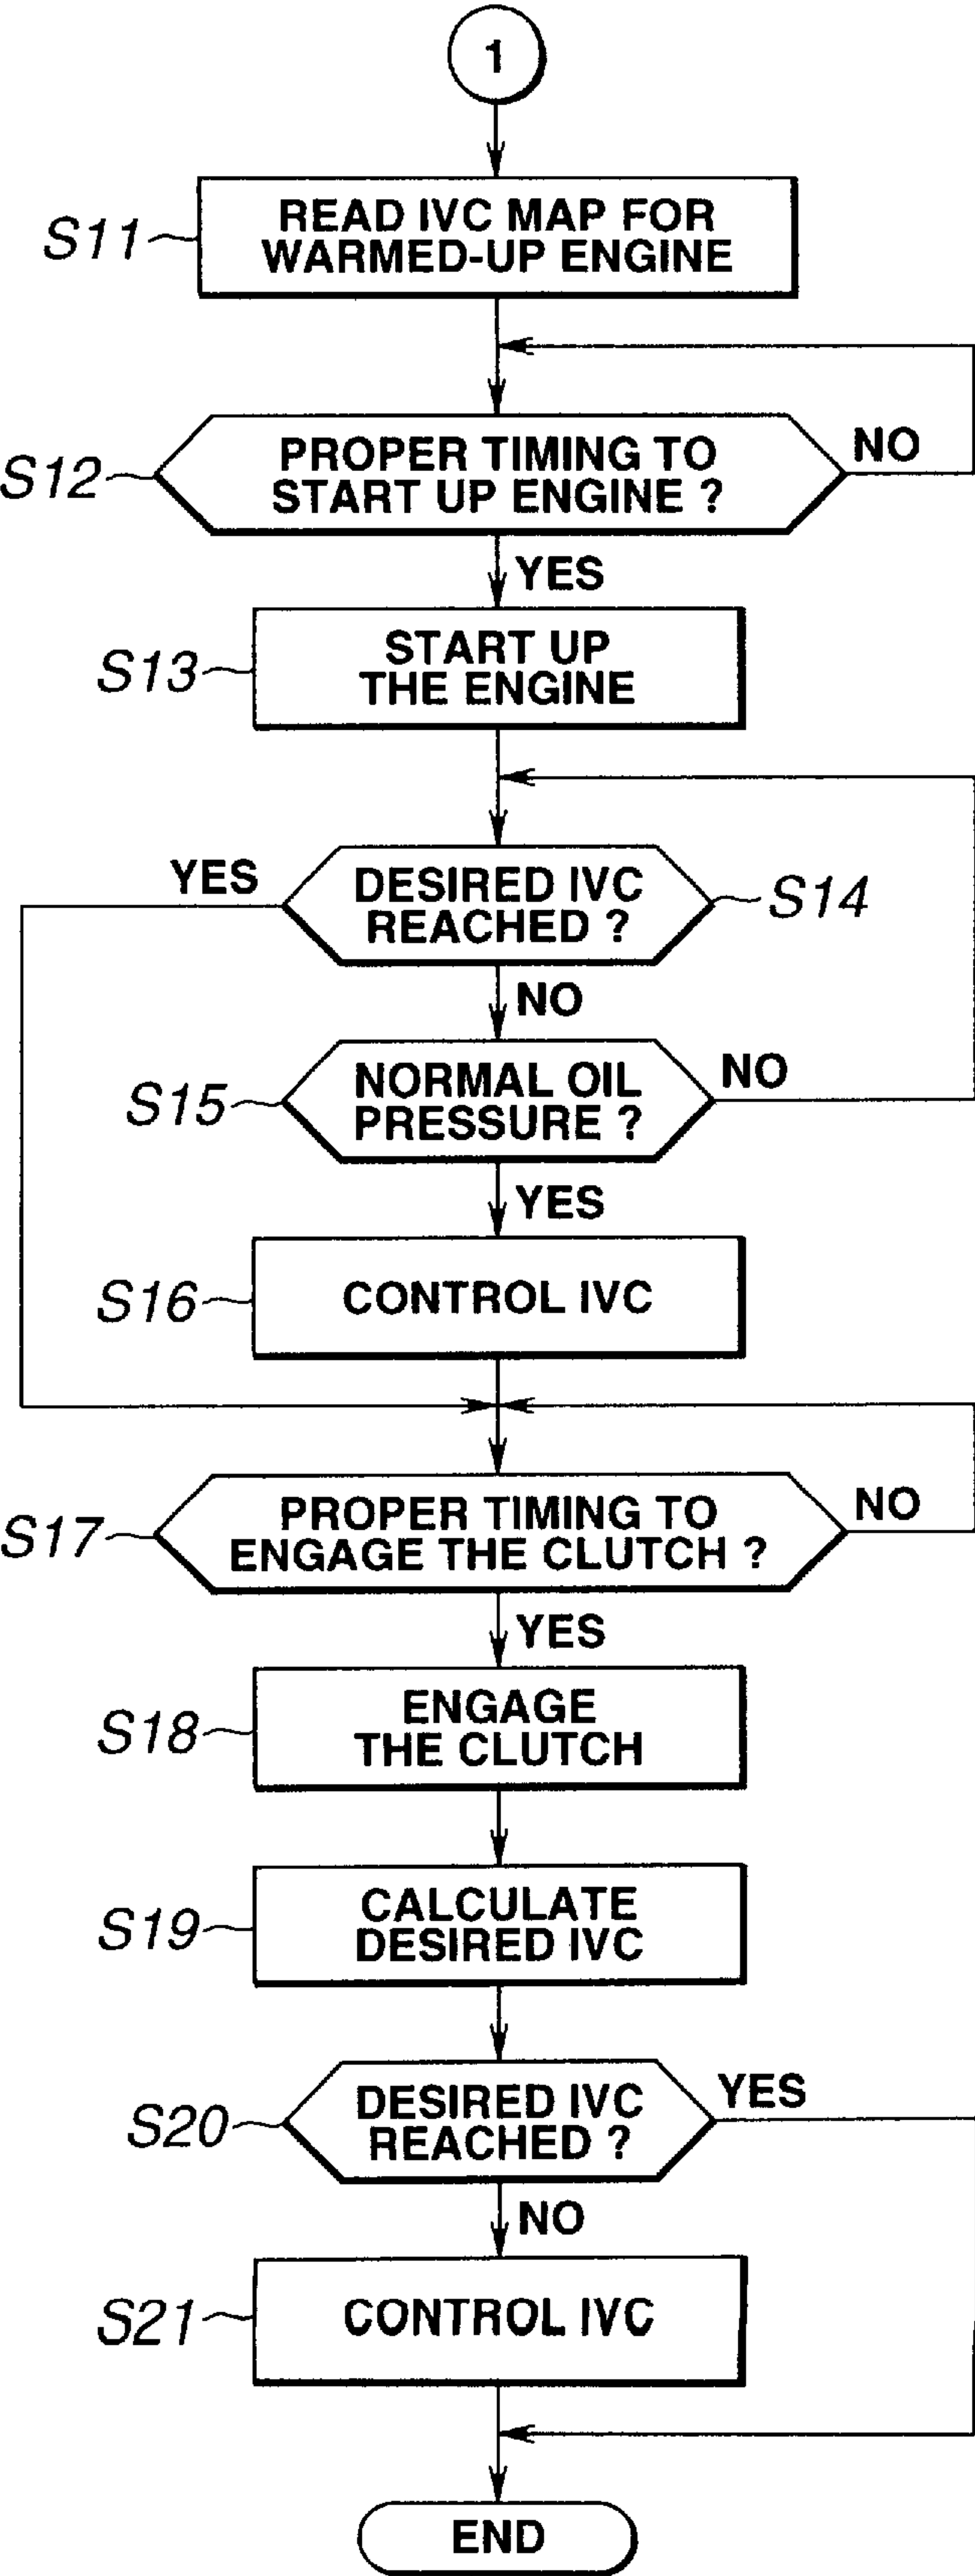 1
S11
READ IVC MAP FOR
WARMED-UP ENGINE
S12
PROPER TIMING TO
START UP ENGINE ?
NO
YES
S13
START UP
THE ENGINE
YES
DESIRED IVC
REACHED ?
S14
NO
S15
NORMAL OIL
PRESSURE ?
NO
YES
S16
CONTROL IVC
S17
PROPER TIMING TO
ENGAGE THE CLUTCH ?
NO
YES
S18
ENGAGE
THE CLUTCH
S19
CALCULATE
DESIRED IVC
S20
DESIRED IVC
REACHED ?
YES
NO
S21
CONTROL IVC
END